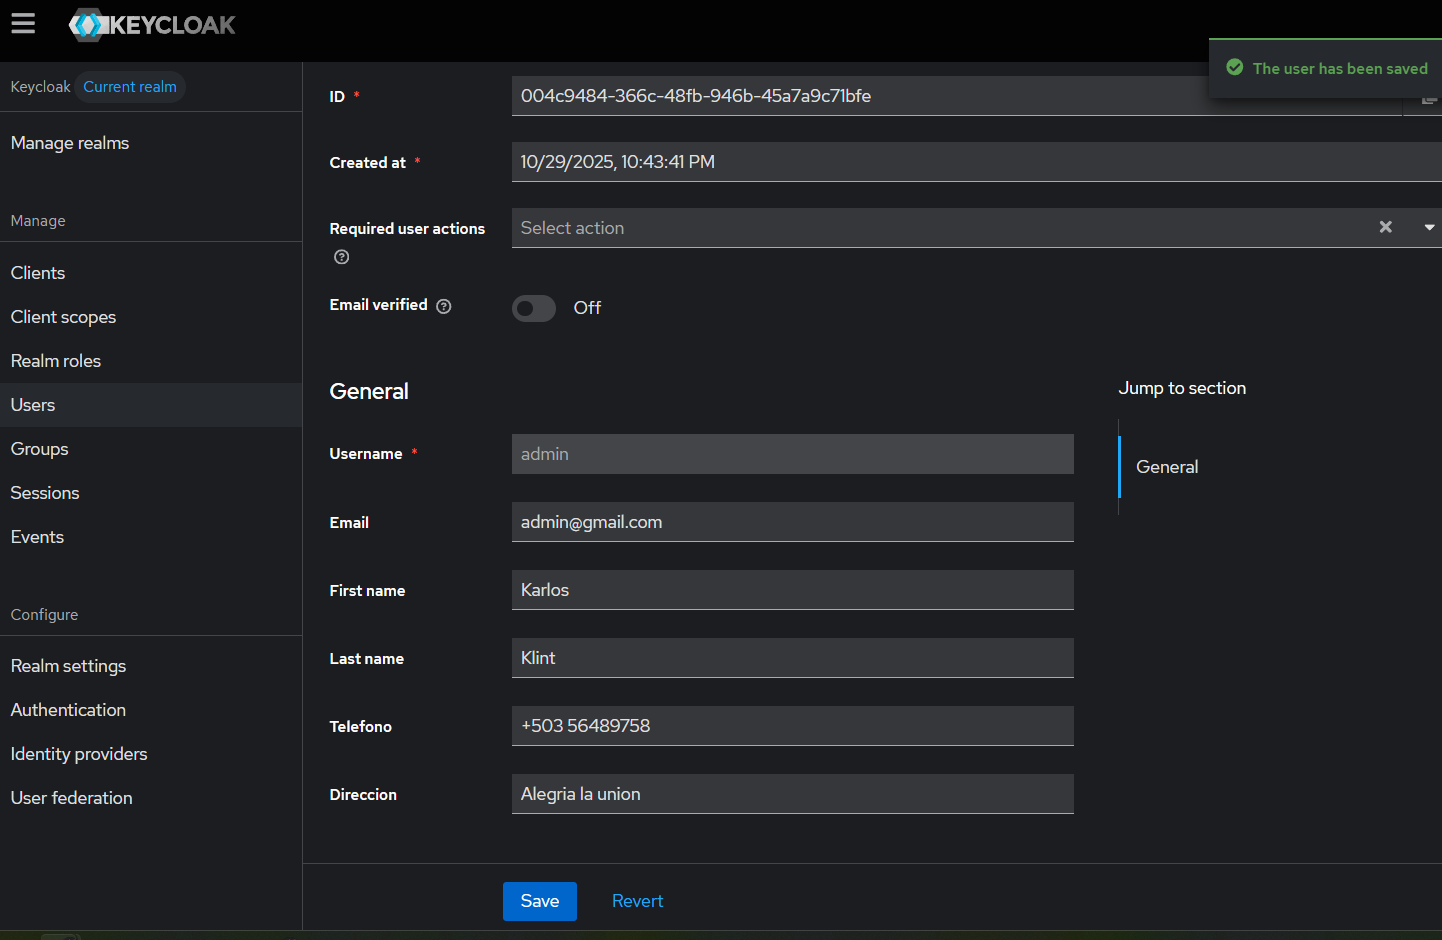 KEYCLOAK
The user has been saved
Keycloak Current realm
Manage realms
Manage
Clients
Client scopes
Realm roles
Users
Groups
Sessions
Events
Configure
Realm settings
Authentication
Identity providers
User federation
ID *
004c9484-366c-48fb-946b-45a7a9c71bfe
Created at *
10/29/2025, 10:43:41 PM
Required user actions
Select action
Email verified
Off
General
Username *
admin
Email
admin@gmail.com
First name
Karlos
Last name
Klint
Telefono
+503 56489758
Direccion
Alegria la union
Jump to section
General
Save
Revert